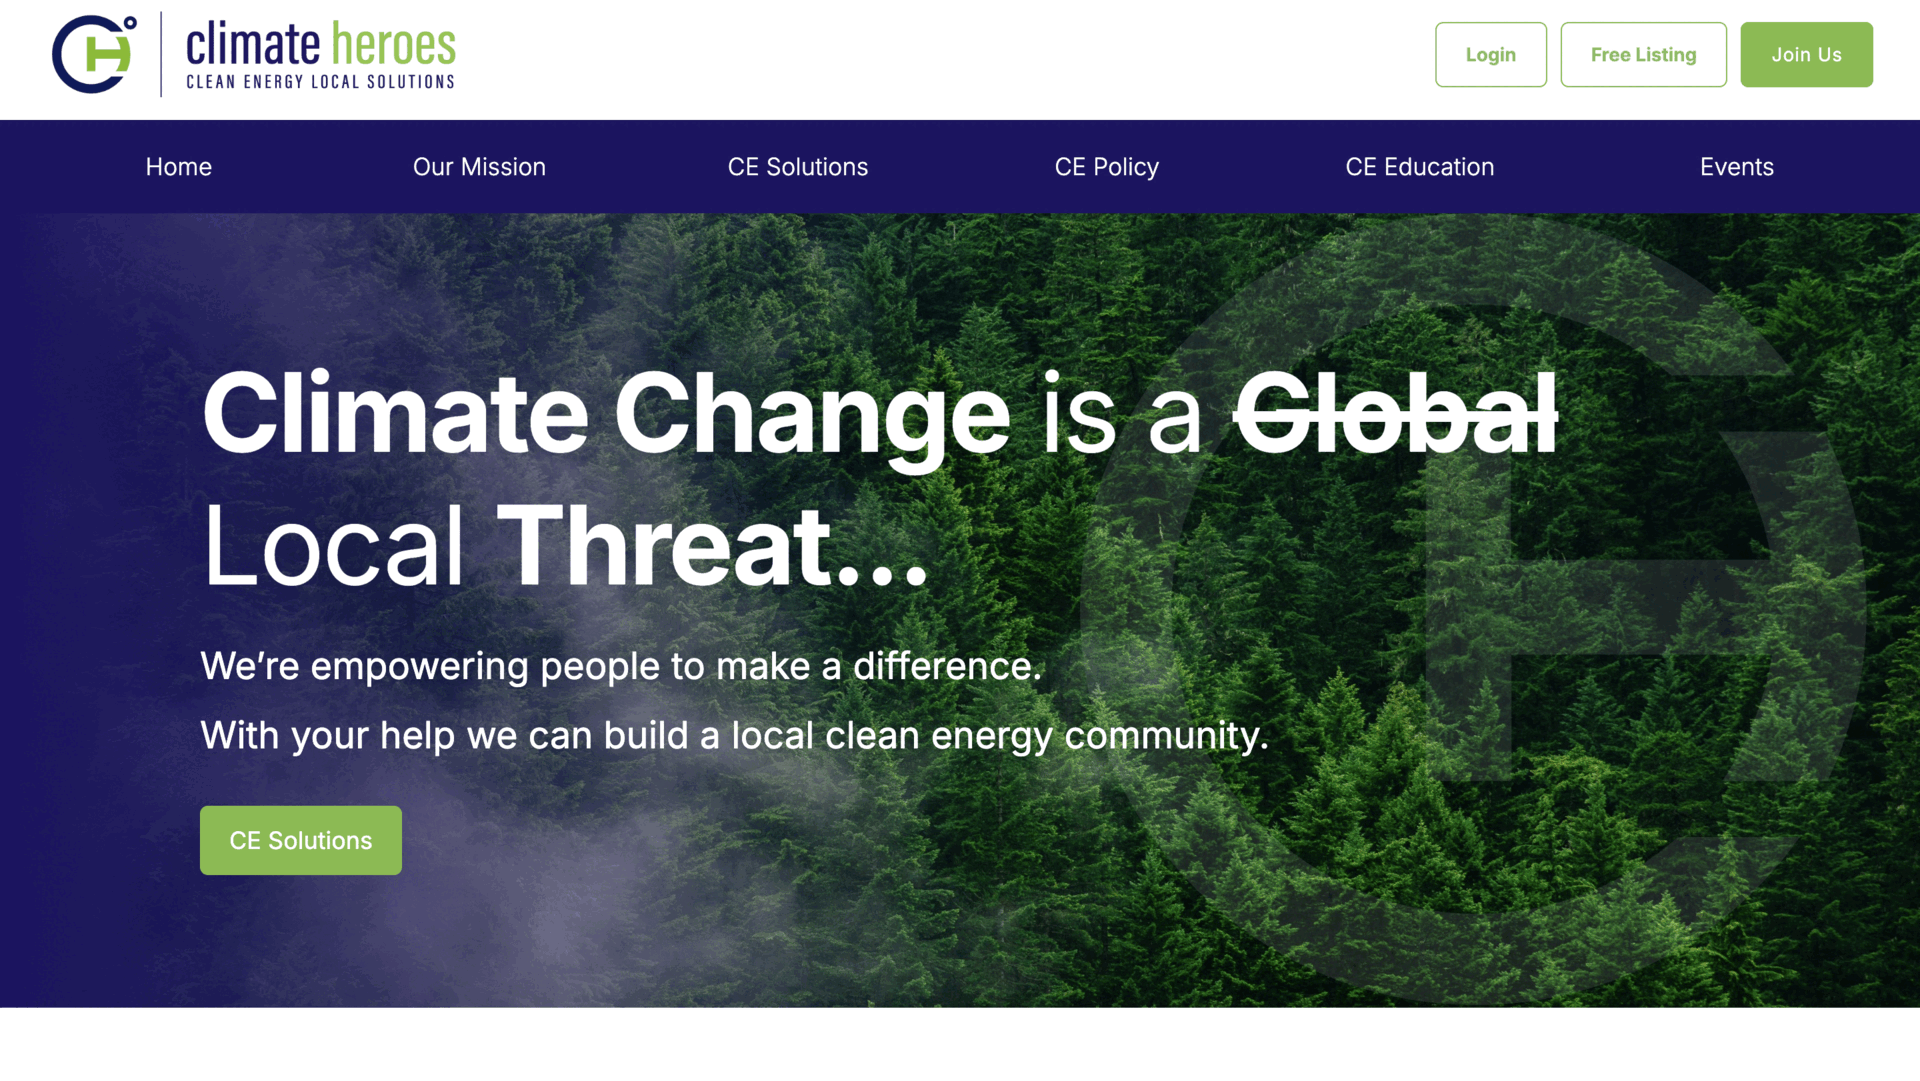 climate heroes
CLEAN ENERGY LOCAL SOLUTIONS
Login
Free Listing
Join Us
Home
Our Mission
CE Solutions
CE Policy
CE Education
Events
Climate Change is a Global
Local Threat...
We’re empowering people to make a difference.
With your help we can build a local clean energy community.
CE Solutions